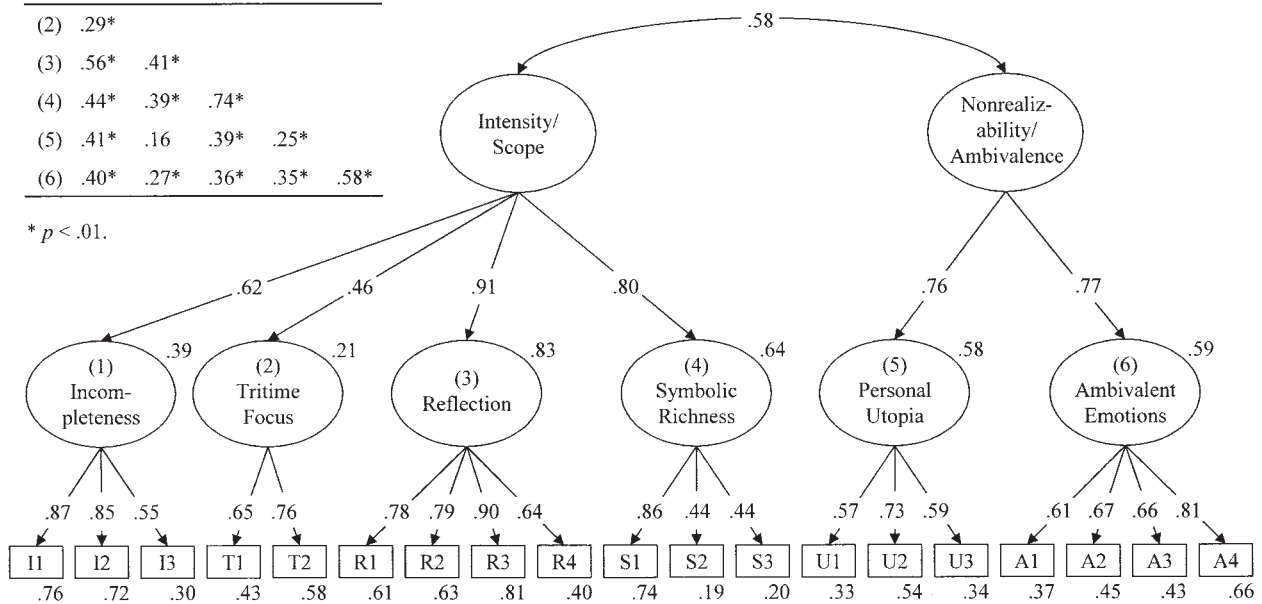 (2) .29*
(3) .56* .41*
(4) .44* .39* .74*
(5) .41* .16 .39* .25*
(6) .40* .27* .36* .35* .58*
* p < .01.
.58
Intensity/
Scope
Nonrealiz-
ability/
Ambivalence
.62 .46 .91 .80 .76 .77
(1)
Incom-
pleteness
.39
(2)
Tritime
Focus
.21
(3)
Reflection
.83
(4)
Symbolic
Richness
.64
(5)
Personal
Utopia
.58
(6)
Ambivalent
Emotions
.59
.87 .85 .55 .65 .76 .78 .79 .90 .64 .86 .44 .44 .57 .73 .59 .61 .67 .66 .81
I1 I2 I3 T1 T2 R1 R2 R3 R4 S1 S2 S3 U1 U2 U3 A1 A2 A3 A4
.76 .72 .30 .43 .58 .61 .63 .81 .40 .74 .19 .20 .33 .54 .34 .37 .45 .43 .66